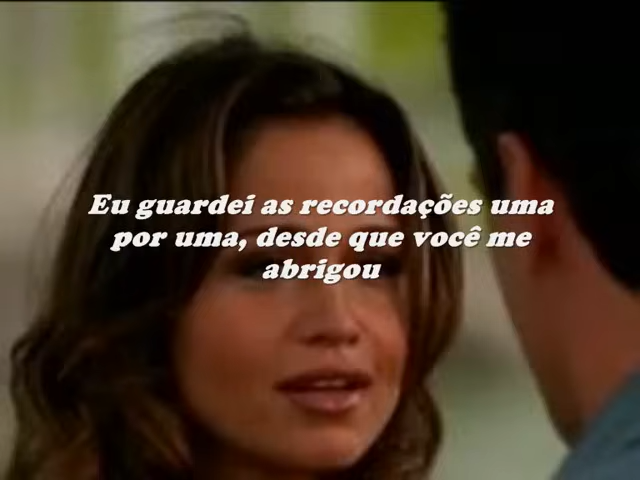 Eu guardei as recordações uma
por uma, desde que você me
abrigou